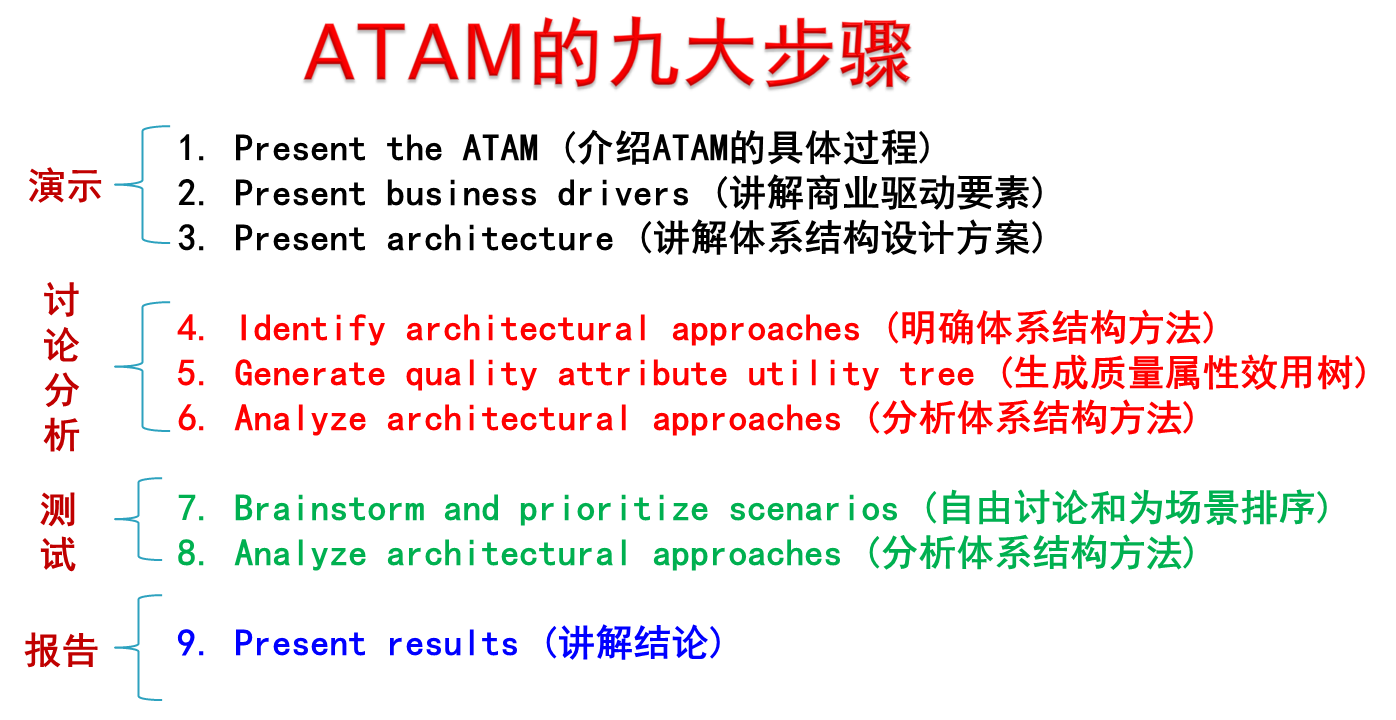 ATAM的九大步骤
演示
1. Present the ATAM (介绍ATAM的具体过程)
2. Present business drivers (讲解商业驱动要素)
3. Present architecture (讲解体系结构设计方案)
讨论分析
4. Identify architectural approaches (明确体系结构方法)
5. Generate quality attribute utility tree (生成质量属性效用树)
6. Analyze architectural approaches (分析体系结构方法)
测试
7. Brainstorm and prioritize scenarios (自由讨论和为场景排序)
8. Analyze architectural approaches (分析体系结构方法)
报告
9. Present results (讲解结论)